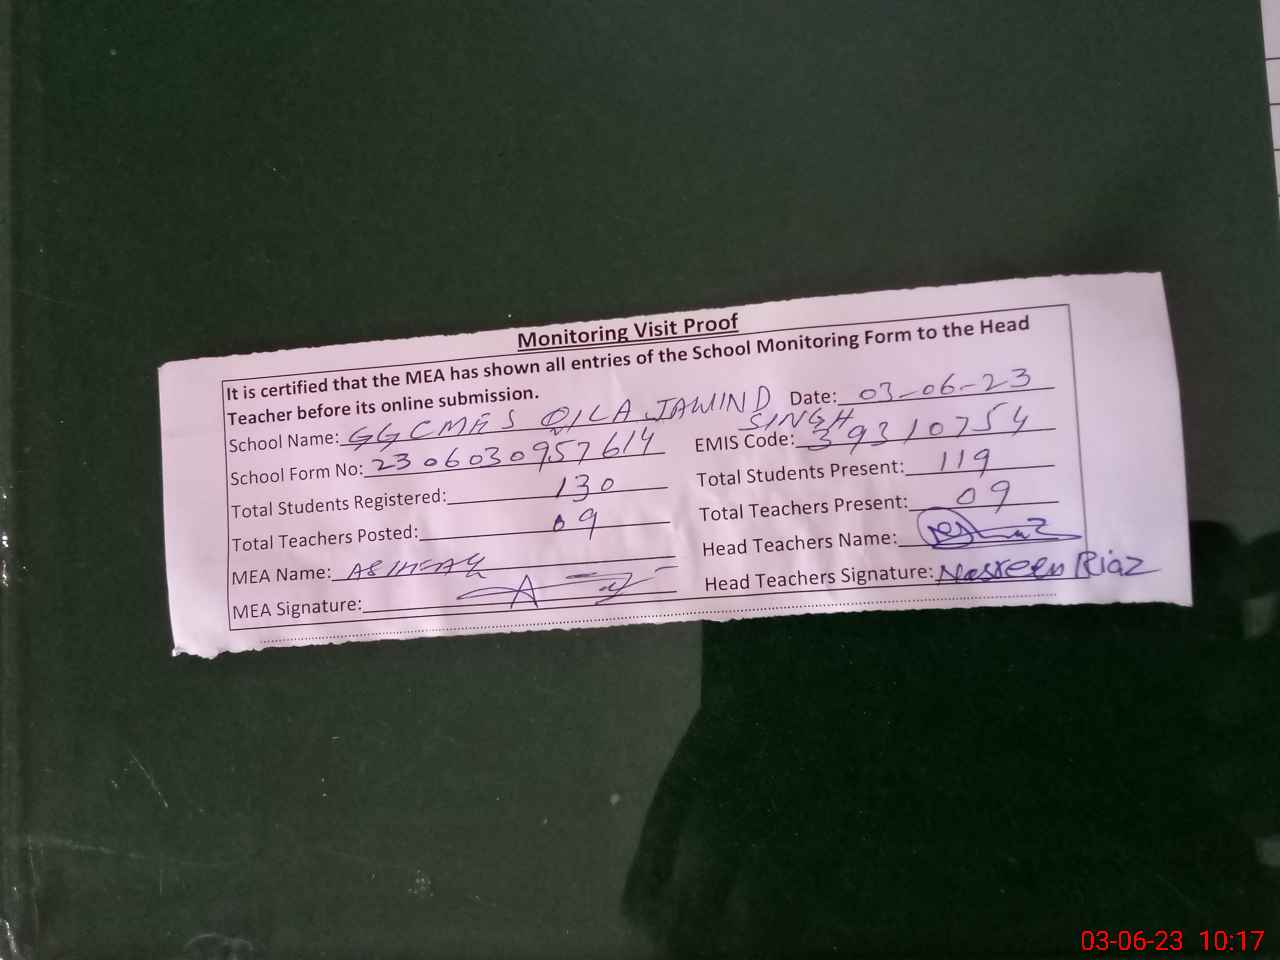 Monitoring Visit Proof
It is certified that the MEA has shown all entries of the School Monitoring Form to the Head
Teacher before its online submission.
Date: 03-06-23
School Name: GGCMES QILA JAWIND SINGH
EMIS Code: 39310754
School Form No: 2306030957614
Total Students Present: 119
Total Students Registered: 130
Total Teachers Present: 09
Total Teachers Posted: 09
Head Teachers Name:
MEA Name:
Head Teachers Signature: Nasreen Riaz
MEA Signature:
03-06-23 10:17